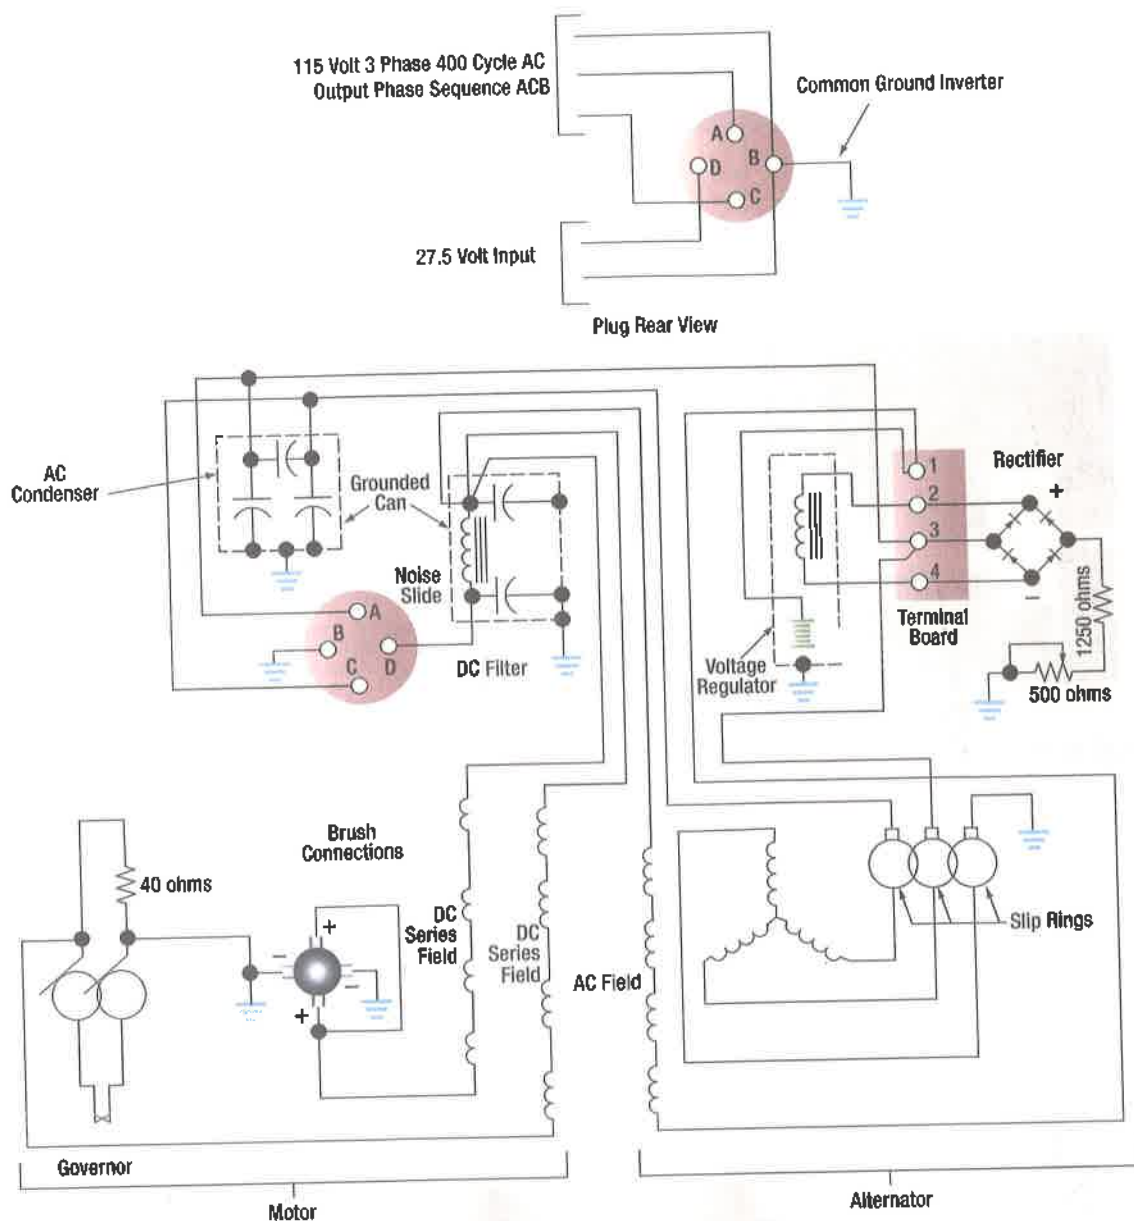 115 Volt 3 Phase 400 Cycle AC
Output Phase Sequence ACB
Common Ground Inverter
A
D
B
C
27.5 Volt Input
Plug Rear View
AC
Condenser
Grounded
Can
Noise
Slide
DC Filter
A
B
C
D
1
2
3
4
Rectifier
+
−
Terminal
Board
Voltage
Regulator
1250 ohms
500 ohms
40 ohms
Brush
Connections
+
−
−
+
DC
Series
Field
DC
Series
Field
AC Field
Slip Rings
Governor
Motor
Alternator